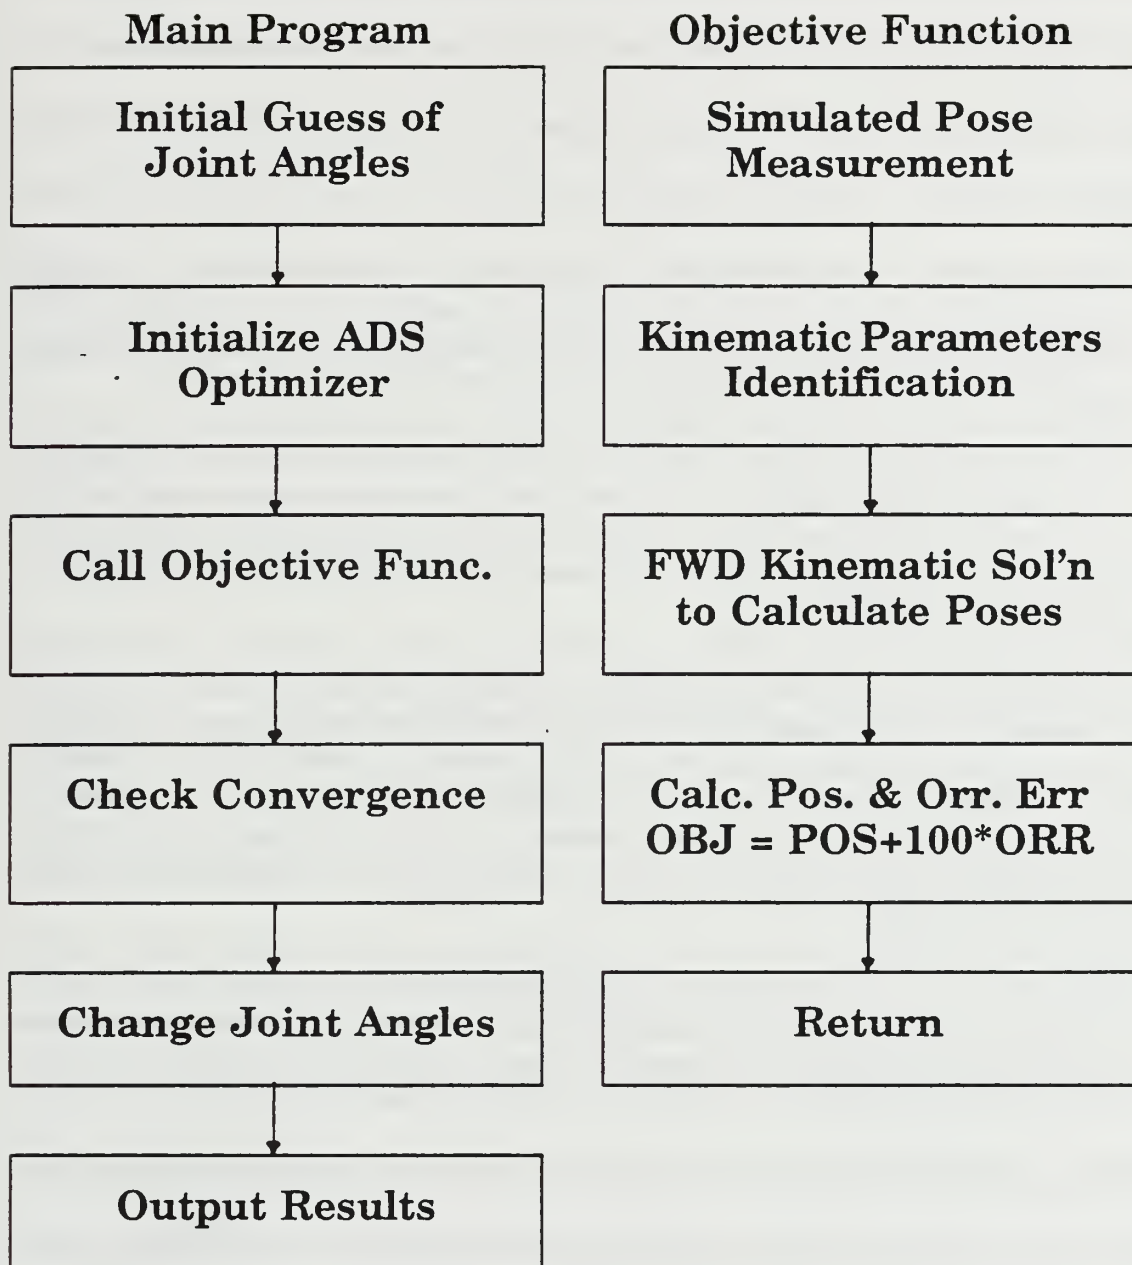 Main Program
Initial Guess of
Joint Angles
Initialize ADS
Optimizer
Call Objective Func.
Check Convergence
Change Joint Angles
Output Results
Objective Function
Simulated Pose
Measurement
Kinematic Parameters
Identification
FWD Kinematic Sol'n
to Calculate Poses
Calc. Pos. & Orr. Err
OBJ = POS+100*ORR
Return